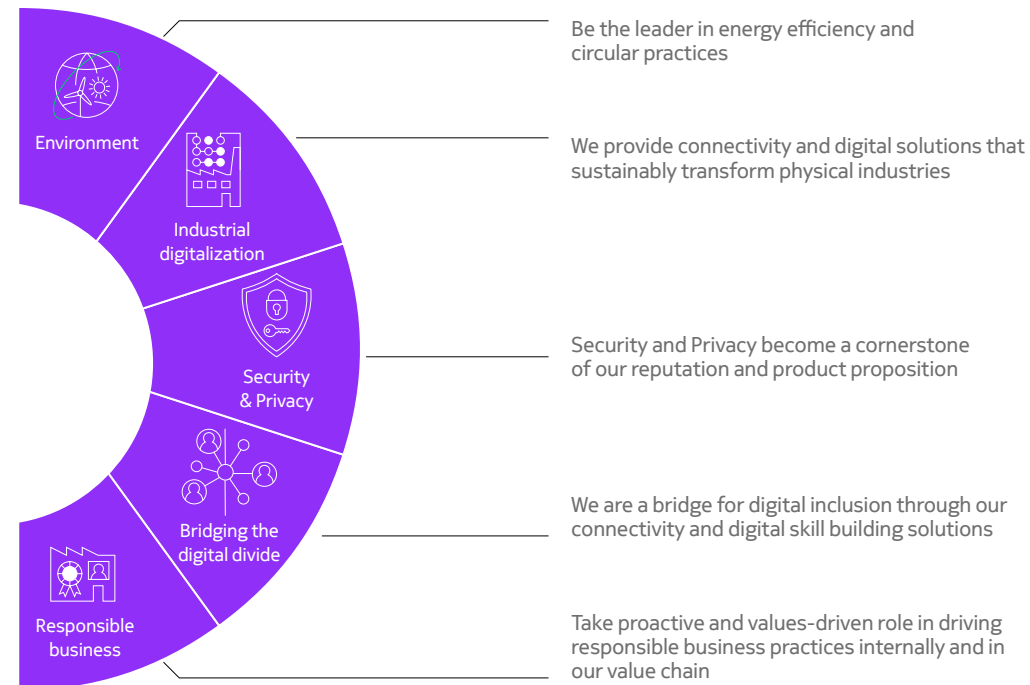 Environment
Be the leader in energy efficiency and
circular practices
Industrial
digitalization
We provide connectivity and digital solutions that
sustainably transform physical industries
Security
& Privacy
Security and Privacy become a cornerstone
of our reputation and product proposition
Bridging the
digital divide
We are a bridge for digital inclusion through our
connectivity and digital skill building solutions
Responsible
business
Take proactive and values-driven role in driving
responsible business practices internally and in
our value chain